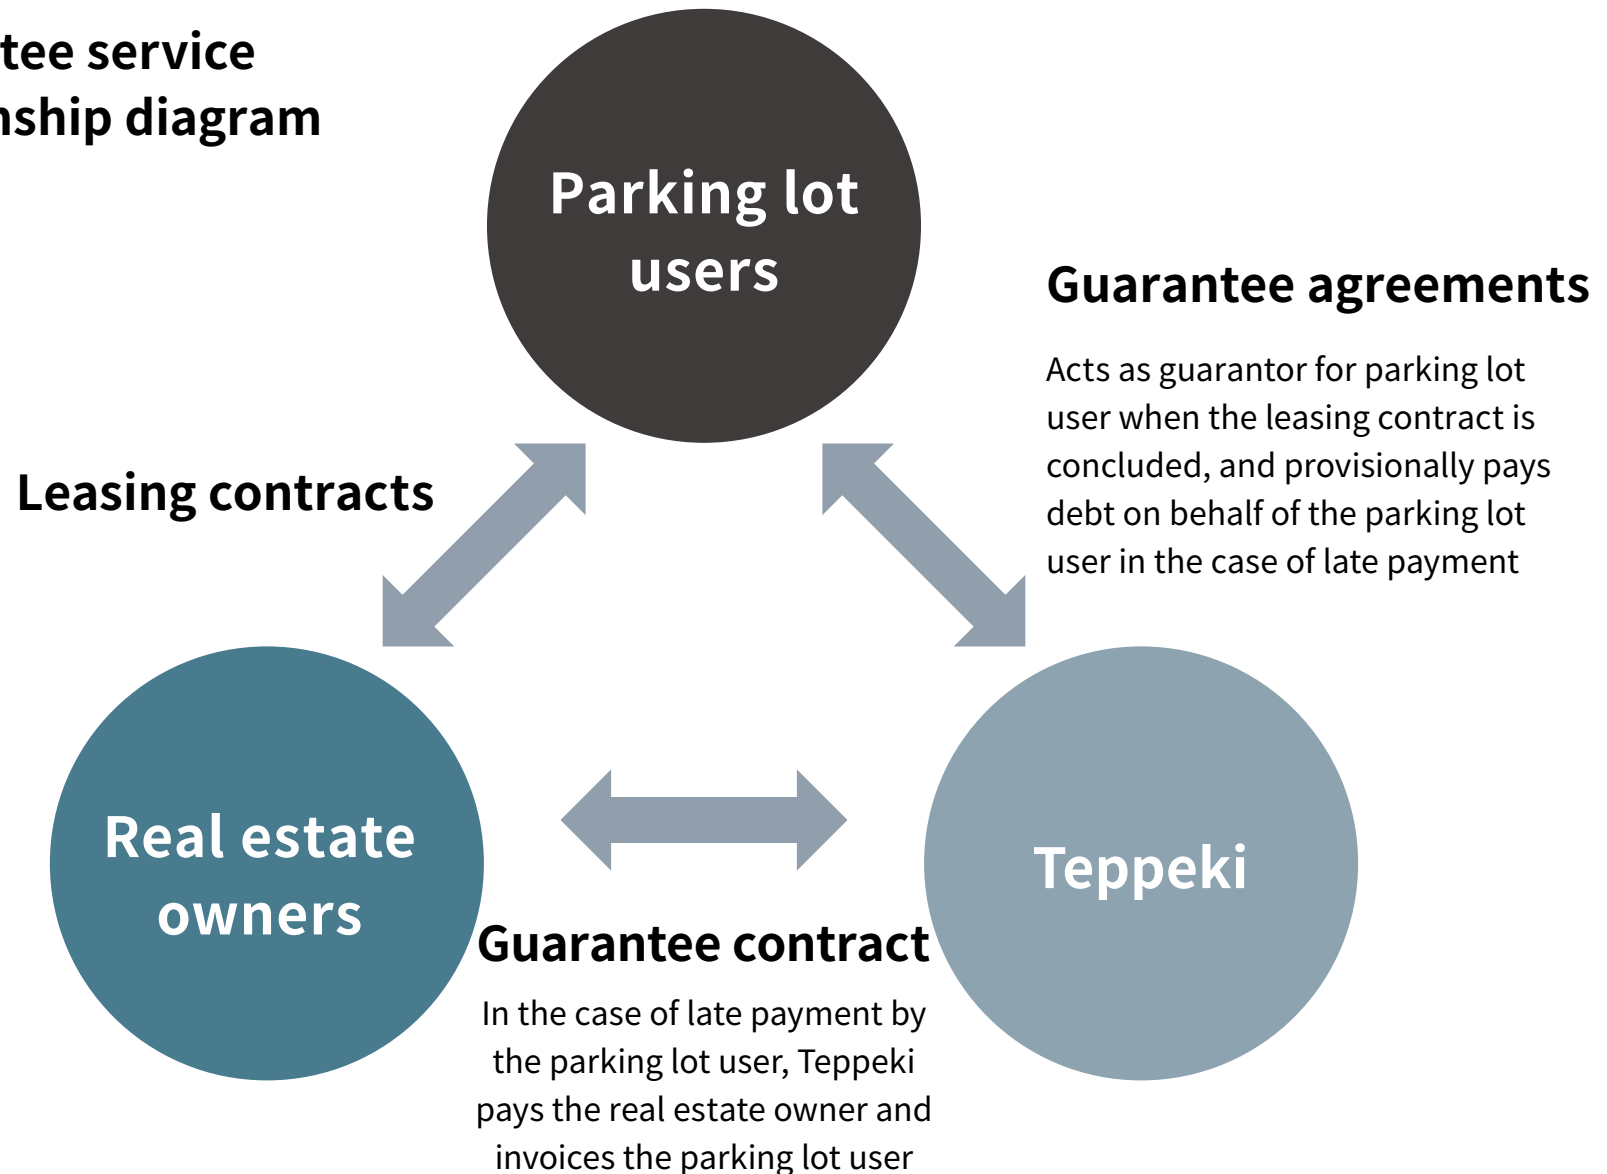 tee service
nship diagram
Parking lot
users
Guarantee agreements
Acts as guarantor for parking lot
user when the leasing contract is
concluded, and provisionally pays
debt on behalf of the parking lot
user in the case of late payment
Leasing contracts
Real estate
owners
Teppeki
Guarantee contract
In the case of late payment by
the parking lot user, Teppeki
pays the real estate owner and
invoices the parking lot user